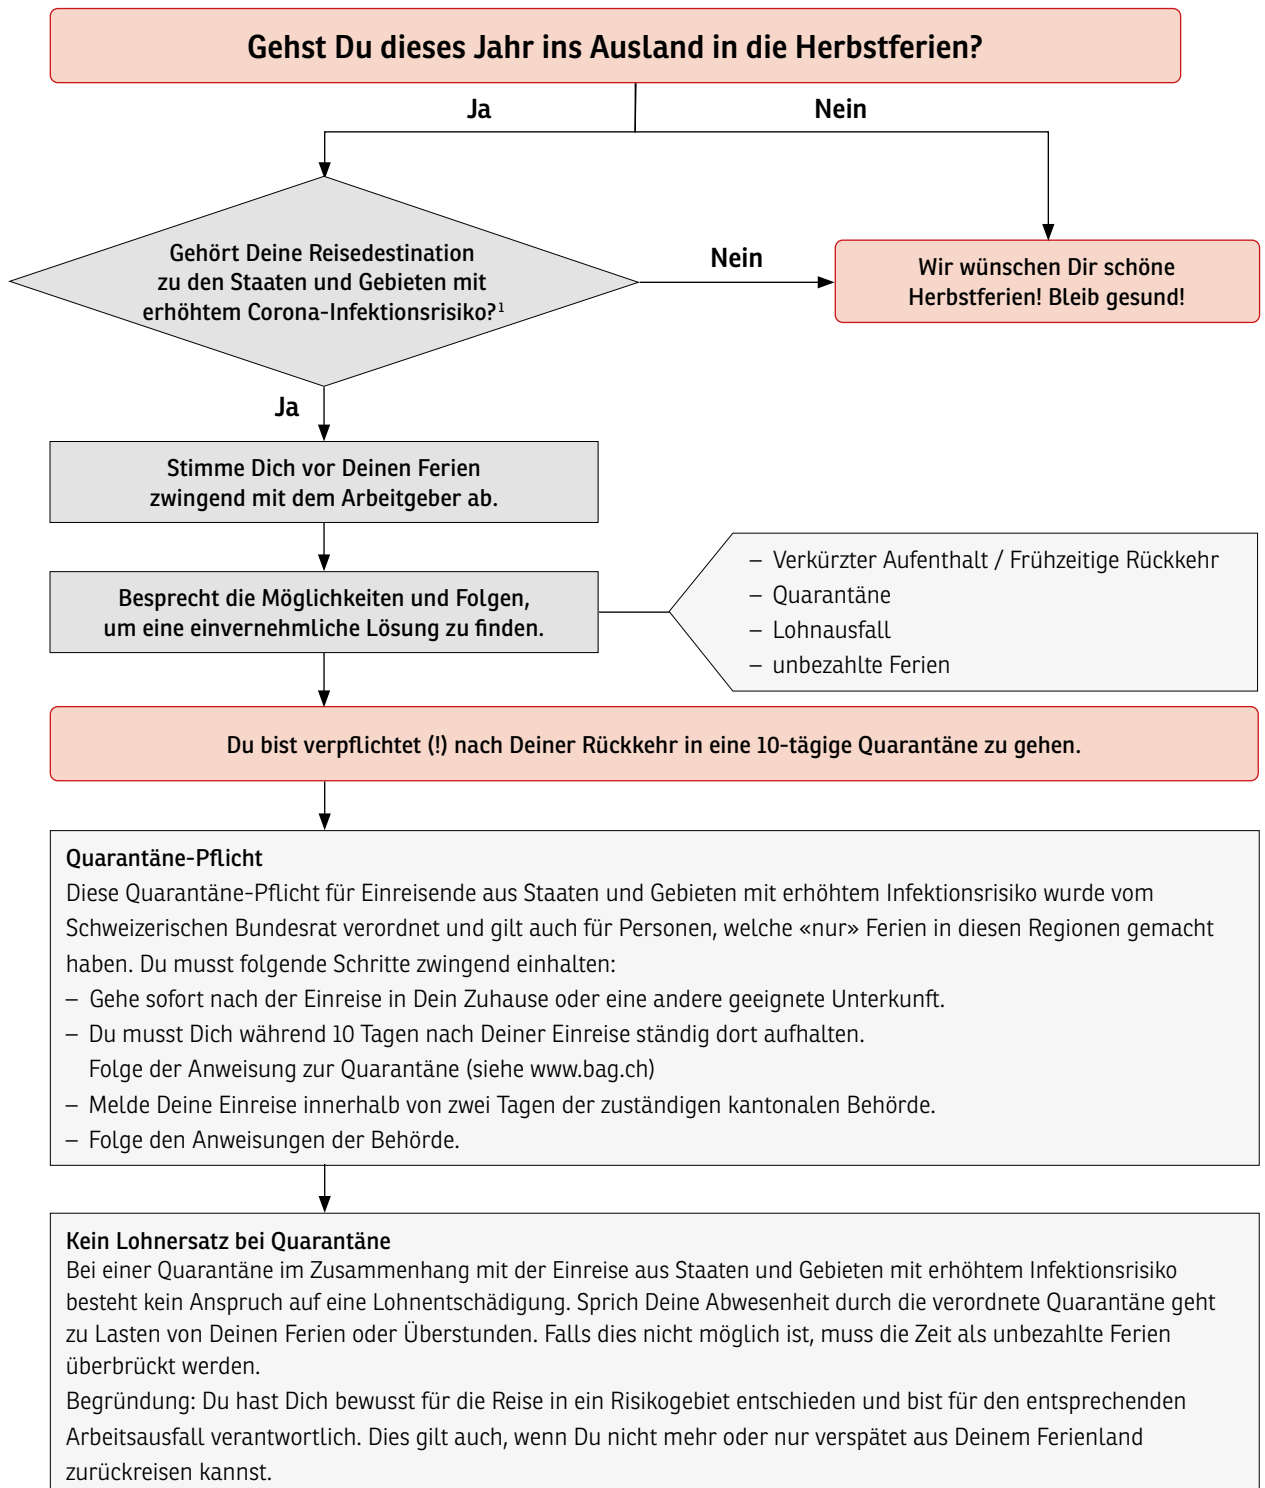 Gehst Du dieses Jahr ins Ausland in die Herbstferien?
Ja
Nein
Gehört Deine Reisedestination
zu den Staaten und Gebieten mit
erhöhtem Corona-Infektionsrisiko?¹
Nein
Wir wünschen Dir schöne
Herbstferien! Bleib gesund!
Ja
Stimme Dich vor Deinen Ferien
zwingend mit dem Arbeitgeber ab.
Besprecht die Möglichkeiten und Folgen,
um eine einvernehmliche Lösung zu finden.
– Verkürzter Aufenthalt / Frühzeitige Rückkehr
– Quarantäne
– Lohnausfall
– unbezahlte Ferien
Du bist verpflichtet (!) nach Deiner Rückkehr in eine 10-tägige Quarantäne zu gehen.
Quarantäne-Pflicht
Diese Quarantäne-Pflicht für Einreisende aus Staaten und Gebieten mit erhöhtem Infektionsrisiko wurde vom
Schweizerischen Bundesrat verordnet und gilt auch für Personen, welche «nur» Ferien in diesen Regionen gemacht
haben. Du musst folgende Schritte zwingend einhalten:
– Gehe sofort nach der Einreise in Dein Zuhause oder eine andere geeignete Unterkunft.
– Du musst Dich während 10 Tagen nach Deiner Einreise ständig dort aufhalten.
Folge der Anweisung zur Quarantäne (siehe www.bag.ch)
– Melde Deine Einreise innerhalb von zwei Tagen der zuständigen kantonalen Behörde.
– Folge den Anweisungen der Behörde.
Kein Lohnersatz bei Quarantäne
Bei einer Quarantäne im Zusammenhang mit der Einreise aus Staaten und Gebieten mit erhöhtem Infektionsrisiko
besteht kein Anspruch auf eine Lohnentschädigung. Sprich Deine Abwesenheit durch die verordnete Quarantäne geht
zu Lasten von Deinen Ferien oder Überstunden. Falls dies nicht möglich ist, muss die Zeit als unbezahlte Ferien
überbrückt werden.
Begründung: Du hast Dich bewusst für die Reise in ein Risikogebiet entschieden und bist für den entsprechenden
Arbeitsausfall verantwortlich. Dies gilt auch, wenn Du nicht mehr oder nur verspätet aus Deinem Ferienland
zurückreisen kannst.